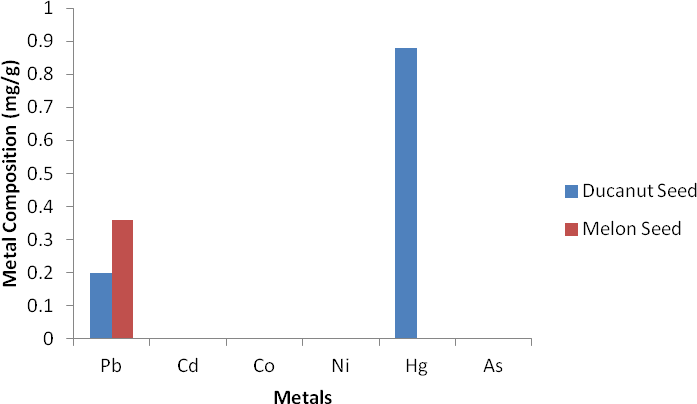 Metal Composition (mg/g)
1
0.9
0.8
0.7
0.6
0.5
0.4
0.3
0.2
0.1
0
Pb Cd Co Ni Hg As
Metals
Ducanut Seed
Melon Seed